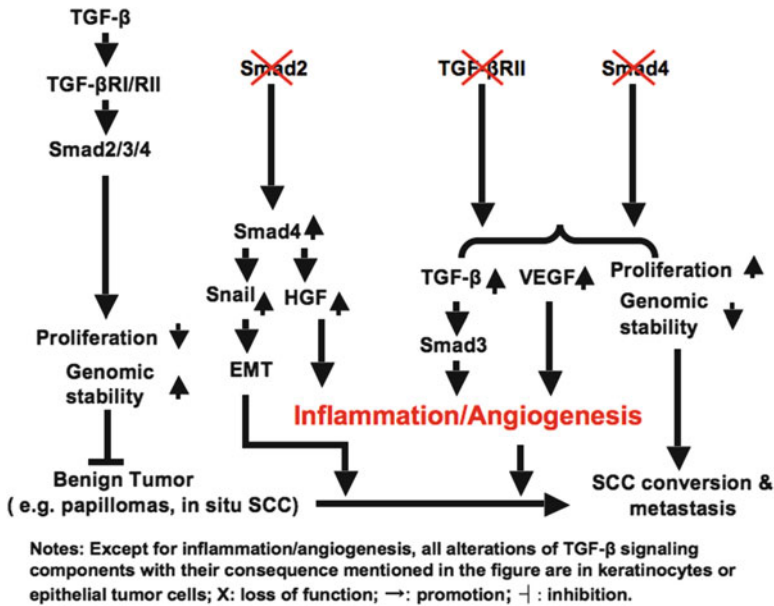 TGF-β
TGF-βRI/RII
Smad2/3/4
Proliferation
Genomic
stability
Benign Tumor
( e.g. papillomas, in situ SCC)
Smad2
Smad4
Snail
HGF
EMT
TGF-βRII
Smad4
TGF-β
VEGF
Smad3
Proliferation
Genomic
stability
Inflammation/Angiogenesis
SCC conversion &
metastasis
Notes: Except for inflammation/angiogenesis, all alterations of TGF-β signaling
components with their consequence mentioned in the figure are in keratinocytes or
epithelial tumor cells; X: loss of function; →: promotion; ⊣ : inhibition.